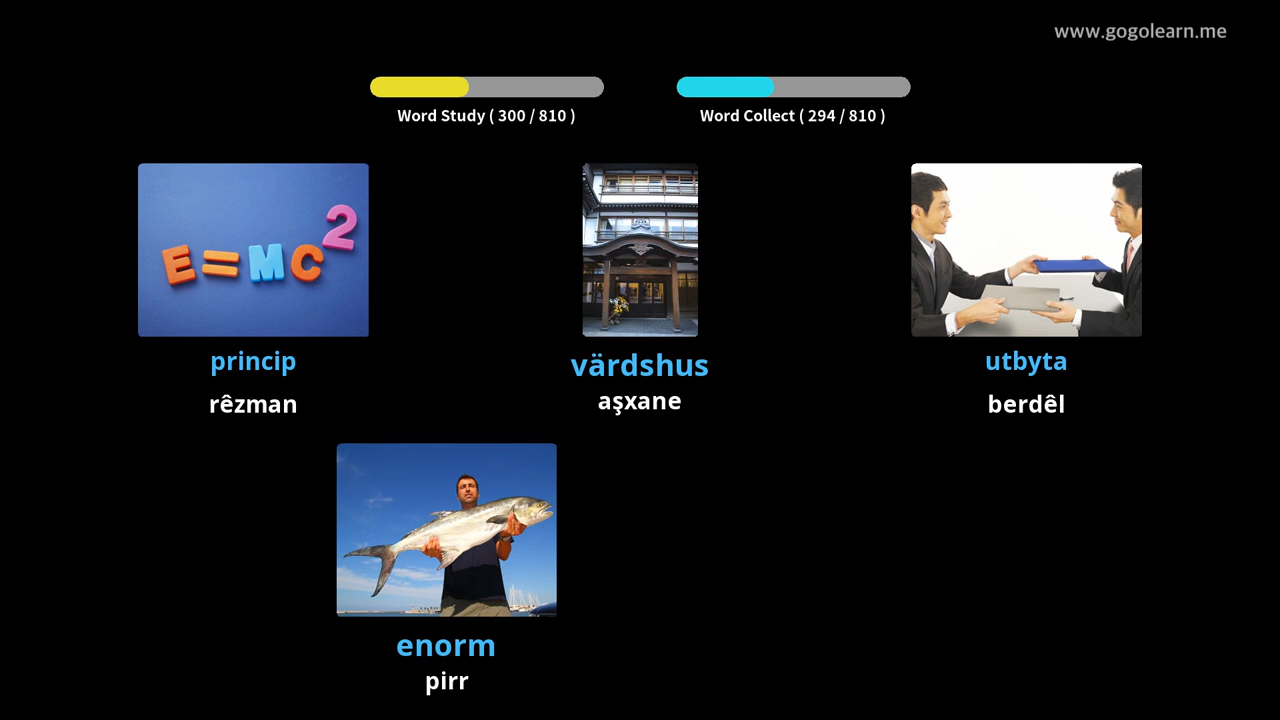 www.gogolearn.me
Word Study ( 300 / 810 )
Word Collect ( 294 / 810 )
E=MC2
princip
rêzman
värdshus
aşxane
utbyta
berdêl
enorm
pirr